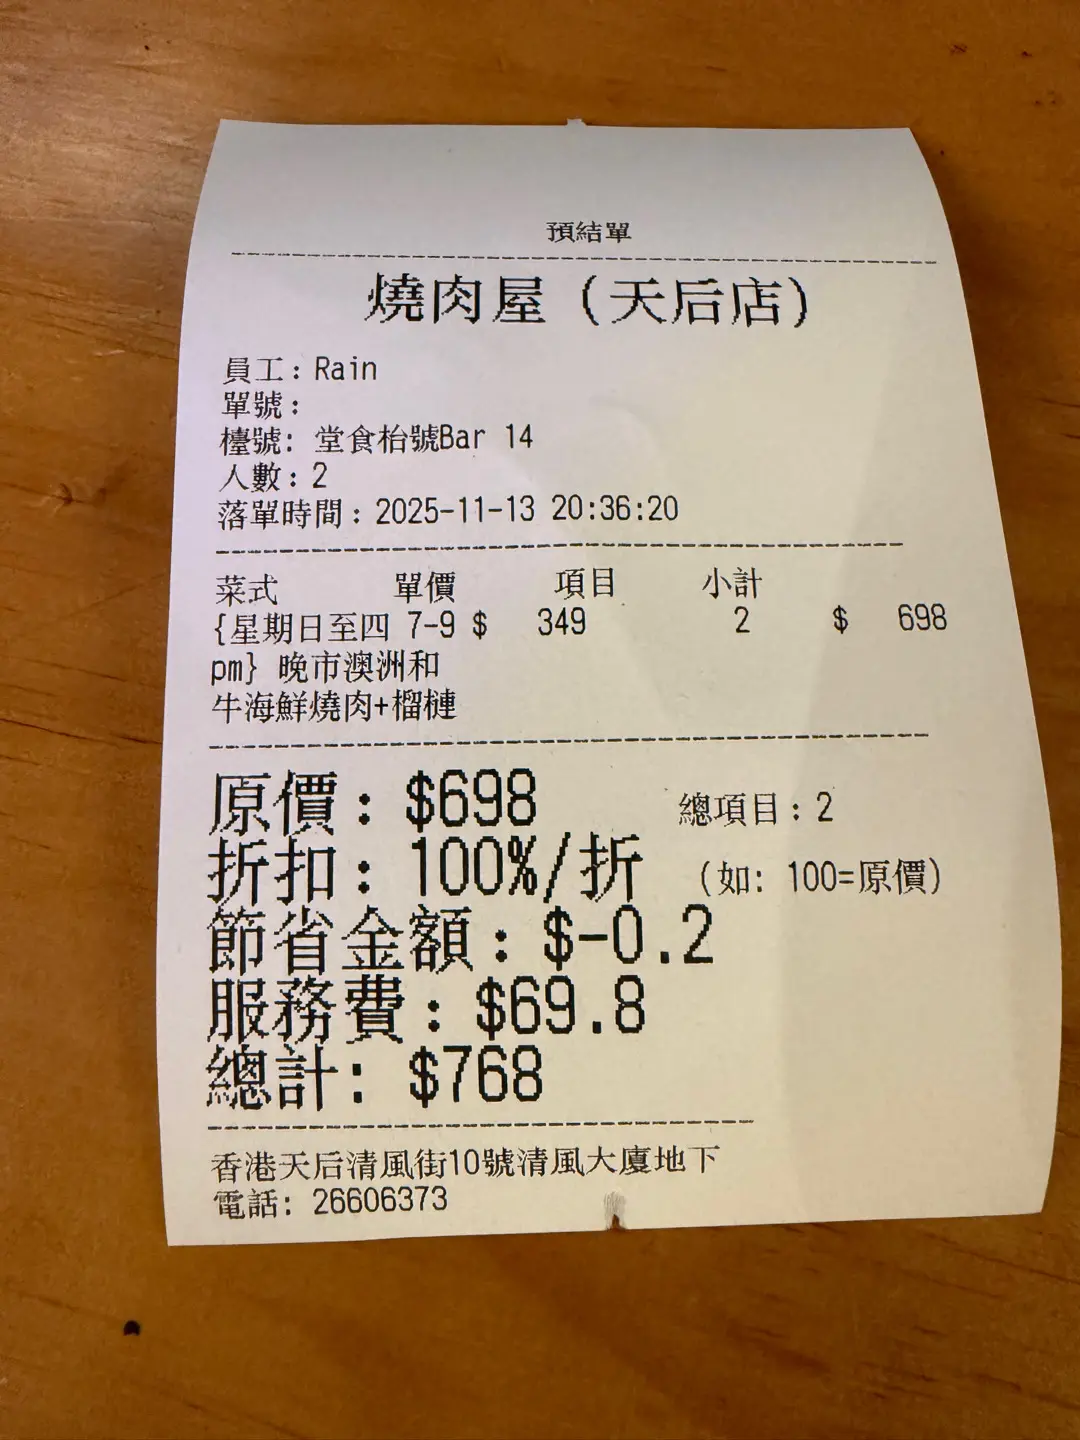 預結單
燒肉屋（天后店）
員工：Rain
單號：
檯號: 堂食枱號Bar 14
人數：2
落單時間：2025-11-13 20:36:20
菜式 單價 項目 小計
{星期日至四 7-9 $ 349 2 $ 698
pm} 晚市澳洲和
牛海鮮燒肉+榴槤
原價：$698 總項目：2
折扣：100%/折 （如: 100=原價）
節省金額：$-0.2
服務費：$69.8
總計: $768
香港天后清風街10號清風大廈地下
電話: 26606373